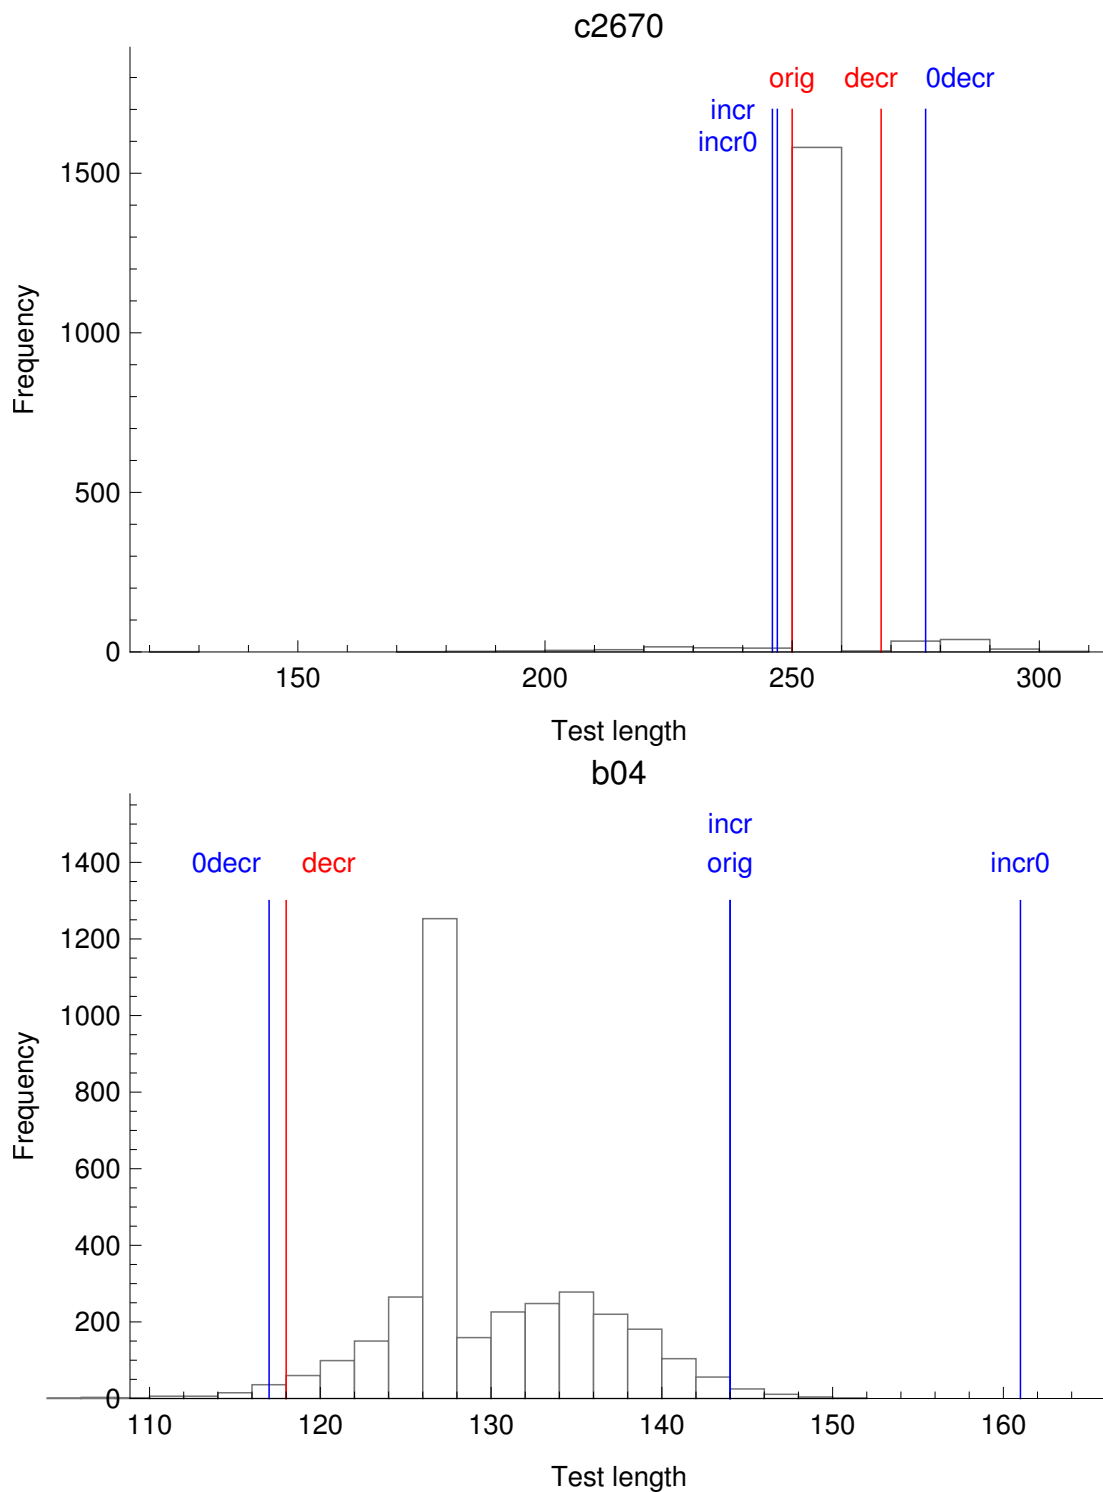 c2670
orig decr 0decr
incr
incr0
1500
1000
500
0
Frequency
150 200 250 300
Test length
b04
incr
0decr decr orig incr0
1400
1200
1000
800
600
400
200
0
Frequency
110 120 130 140 150 160
Test length